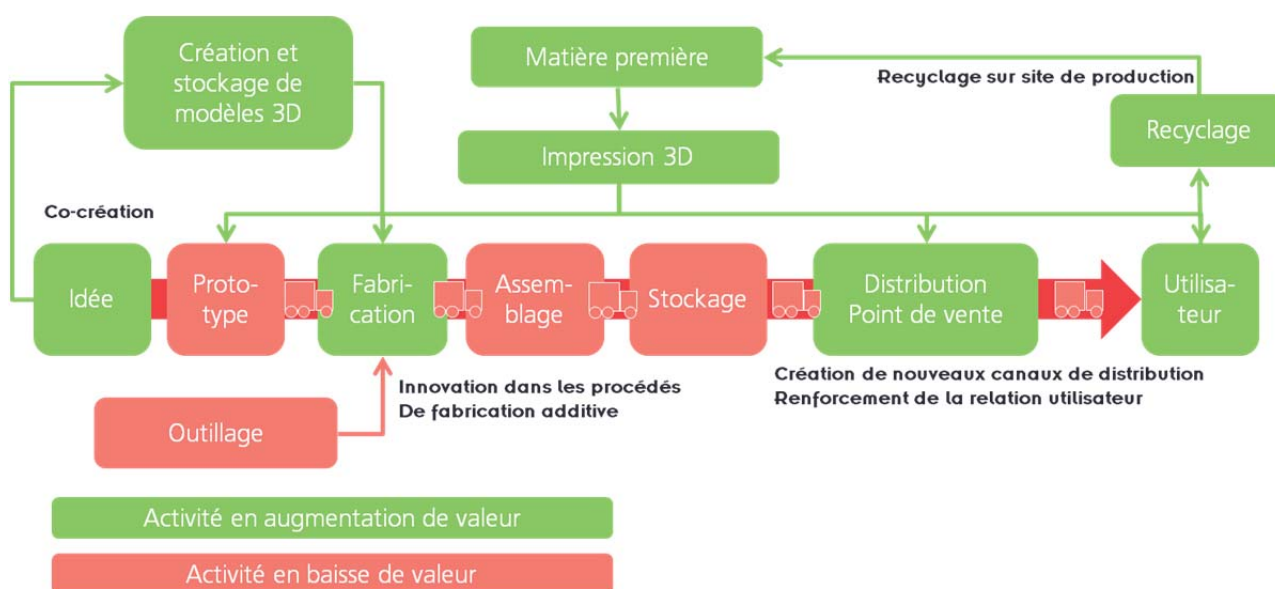 Création et
stockage de
modèles 3D
Matière première
Recyclage sur site de production
Recyclage
Impression 3D
Co-création
Idée
Proto-
type
Fabri-
cation
Assem-
blage
Stockage
Distribution
Point de vente
Utilisa-
teur
Innovation dans les procédés
De fabrication additive
Création de nouveaux canaux de distribution
Renforcement de la relation utilisateur
Outillage
Activité en augmentation de valeur
Activité en baisse de valeur